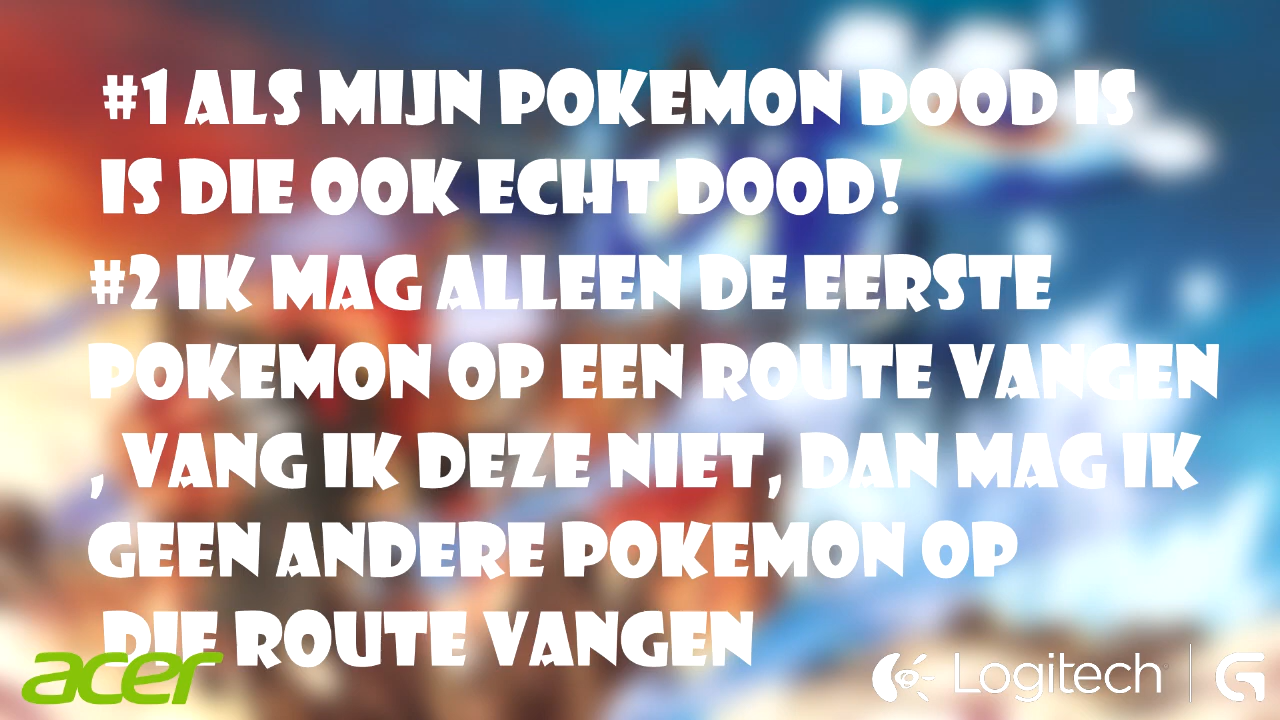 #1 ALS MIJN POKEMON DOOD IS
IS DIE OOK ECHT DOOD!
#2 IK MAG ALLEEN DE EERSTE
POKEMON OP EEN ROUTE VANGEN
, VANG IK DEZE NIET, DAN MAG IK
GEEN ANDERE POKEMON OP
DIE ROUTE VANGEN
acer
Logitech G